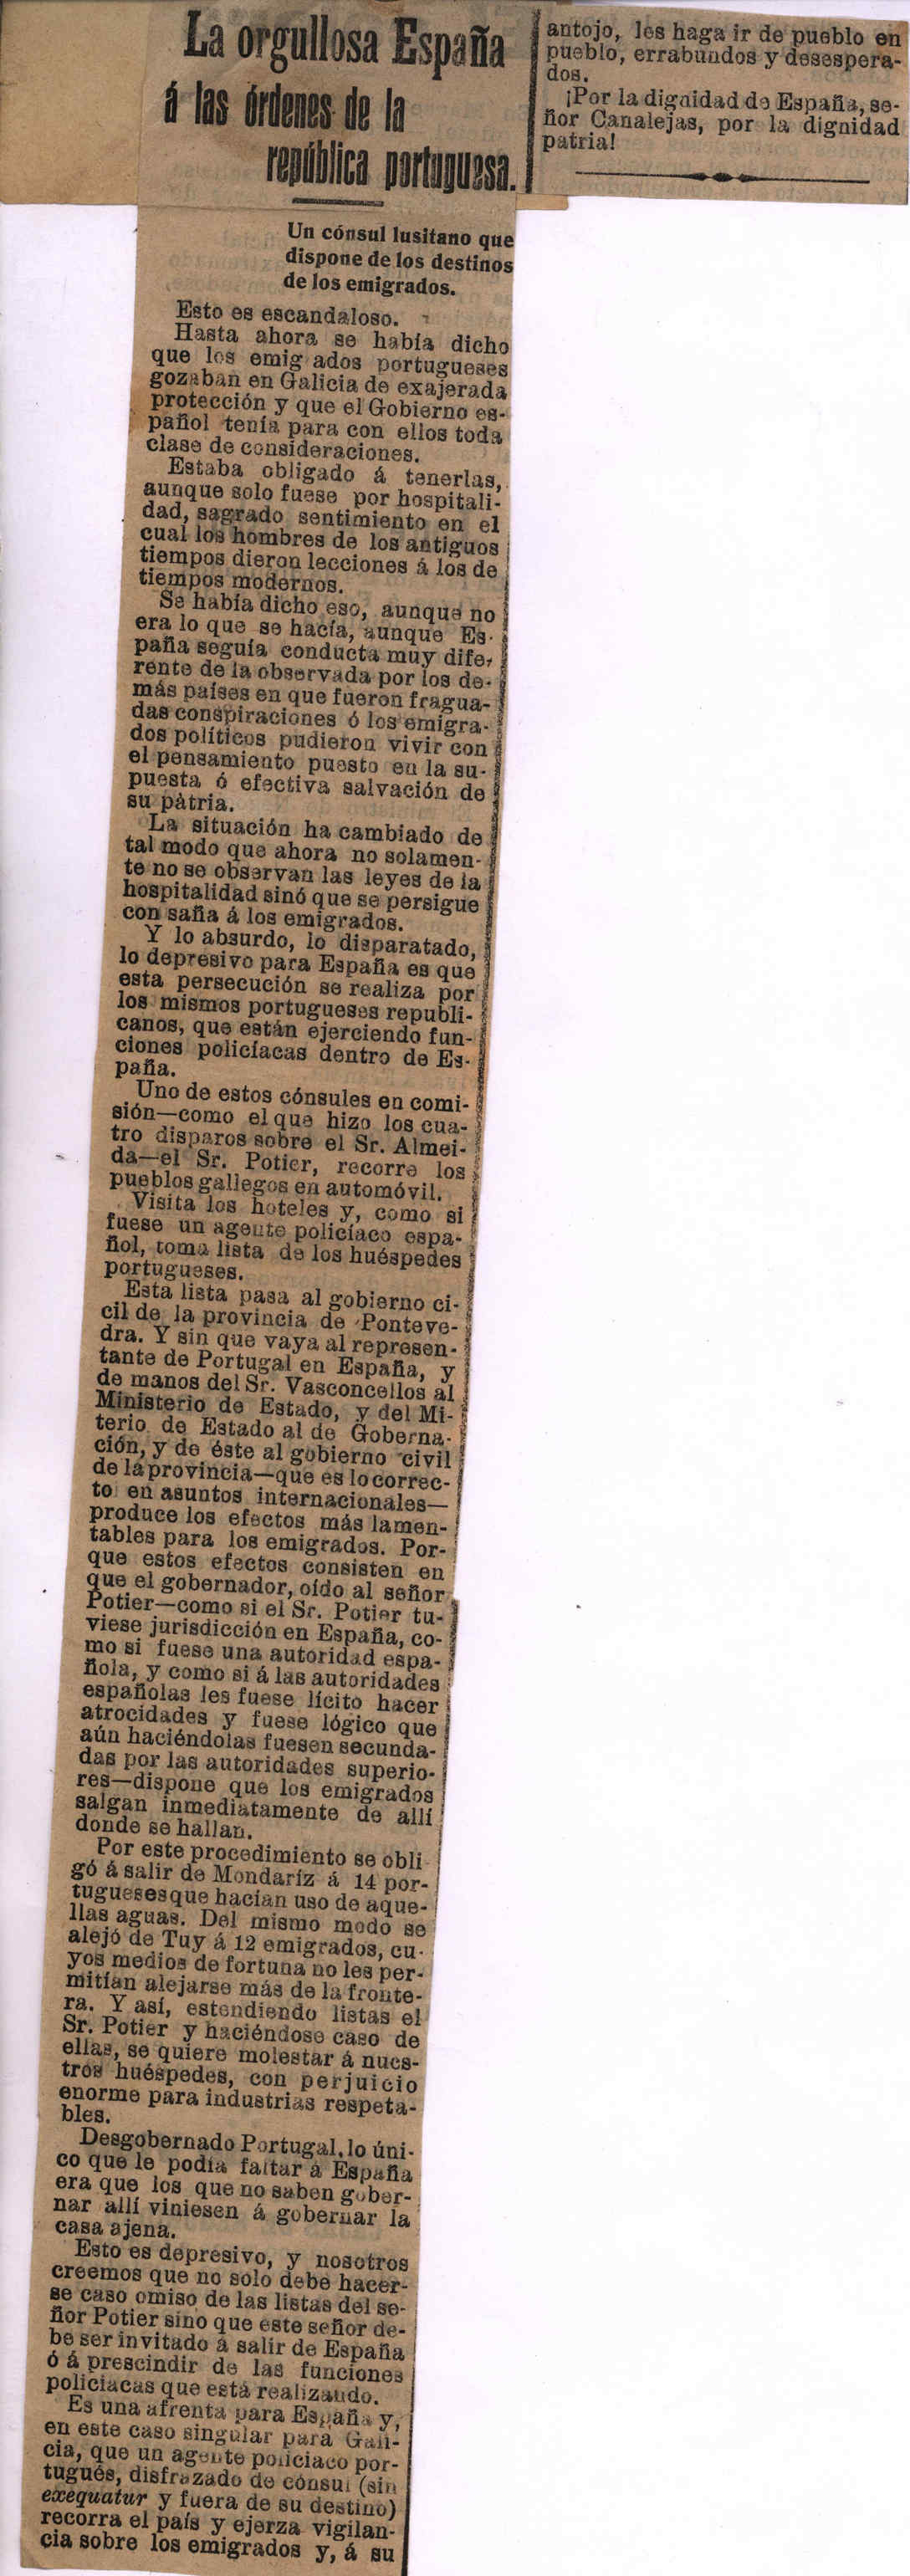 La orgullosa España
á las órdenes de la
república portuguesa.
Un cónsul lusitano que
dispone de los destinos
de los emigrados.
Esto es escandaloso.
Hasta ahora se había dicho
que los emig ados portugueses
gozaban en Galicia de exajerada
protección y que el Gobierno es-
pañol tenía para con ellos toda
clase de consideraciones.
Estaba obligado á tenerlas,
aunque solo fuese por hospitali-
dad, sagrado sentimiento en el
cual los hombres de los antiguos
tiempos dieron lecciones á los de
tiempos modernos.
Se había dicho eso, aunque no
era lo que se hacía, aunque Es-
paña seguía conducta muy dife-
rente de la observada por los de-
más países en que fueron fragua-
das conspiraciones ó los emigra-
dos políticos pudieron vivir con
el pensamiento puesto en la su-
puesta ó efectiva salvación de
su pátria.
La situación ha cambiado de
tal modo que ahora no solamen-
te no se observan las leyes de la
hospitalidad sinó que se persigue
con saña á los emigrados.
Y lo absurdo, lo disparatado,
lo depresivo para España es que
esta persecución se realiza por
los mismos portugueses republi-
canos, que están ejerciendo fun-
ciones policíacas dentro de Es-
paña.
Uno de estos cónsules en comi-
sión—como el que hizo los cua-
tro disparos sobre el Sr. Almei-
da—el Sr. Potier, recorre los
pueblos gallegos en automóvil.
Visita los hoteles y, como si
fuese un agente policíaco espa-
ñol, toma lista de los huéspedes
portugueses.
Esta lista pasa al gobierno ci-
cil de la provincia de Ponteve-
dra. Y sin que vaya al represen-
tante de Portugal en España, y
de manos del Sr. Vasconcellos al
Ministerio de Estado, y del Mi-
terio de Estado al de Goberna-
ción, y de éste al gobierno civil
de la provincia—que es lo correc-
to en asuntos internacionales—
produce los efectos más lamen-
tables para los emigrados. Por-
que estos efectos consisten en
que el gobernador, oído al señor
Potier—como si el Sr. Potier tu-
viese jurisdicción en España, co-
mo si fuese una autoridad espa-
ñola, y como si á las autoridades
españolas les fuese lícito hacer
atrocidades y fuese lógico que
aún haciéndolas fuesen secunda-
das por las autoridades superio-
res—dispone que los emigrados
salgan inmediatamente de allí
donde se hallan.
Por este procedimiento se obli
gó á salir de Mondaríz á 14 por-
tugueses que hacían uso de aque-
llas aguas. Del mismo modo se
alejó de Tuy á 12 emigrados, cu-
yos medios de fortuna no les per-
mitían alejarse más de la fronte-
ra. Y así, estendiendo listas el
Sr. Potier y haciéndose caso de
ellas, se quiere molestar á nues-
tros huéspedes, con perjuicio
enorme para industrias respeta-
bles.
Desgobernado Portugal, lo úni-
co que le podía faltar á España
era que los que no saben gober-
nar allí viniesen á gobernar la
casa ajena.
Esto es depresivo, y nosotros
creemos que no solo debe hacer-
se caso omiso de las listas del se-
ñor Potier sino que este señor de-
be ser invitado á salir de España
ó á prescindir de las funciones
policiacas que está realizando.
Es una afrenta para España y,
en este caso singular para Gali-
cia, que un agente policiaco por-
tugués, disfrazado de cónsul (sin
exequatur y fuera de su destino)
recorra el país y ejerza vigilan-
cia sobre los emigrados y, á su
antojo, les haga ir de pueblo en
pueblo, errabundos y desespera-
dos.
¡Por la dignidad de España, se-
ñor Canalejas, por la dignidad
patria!